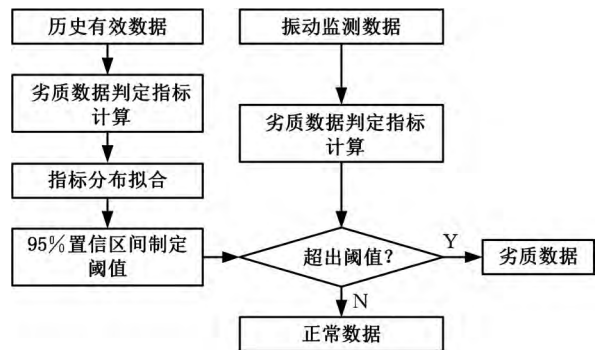 历史有效数据
劣质数据判定指标
计算
指标分布拟合
95%置信区间制定
阈值
振动监测数据
劣质数据判定指标
计算
超出阈值?
Y
劣质数据
N
正常数据